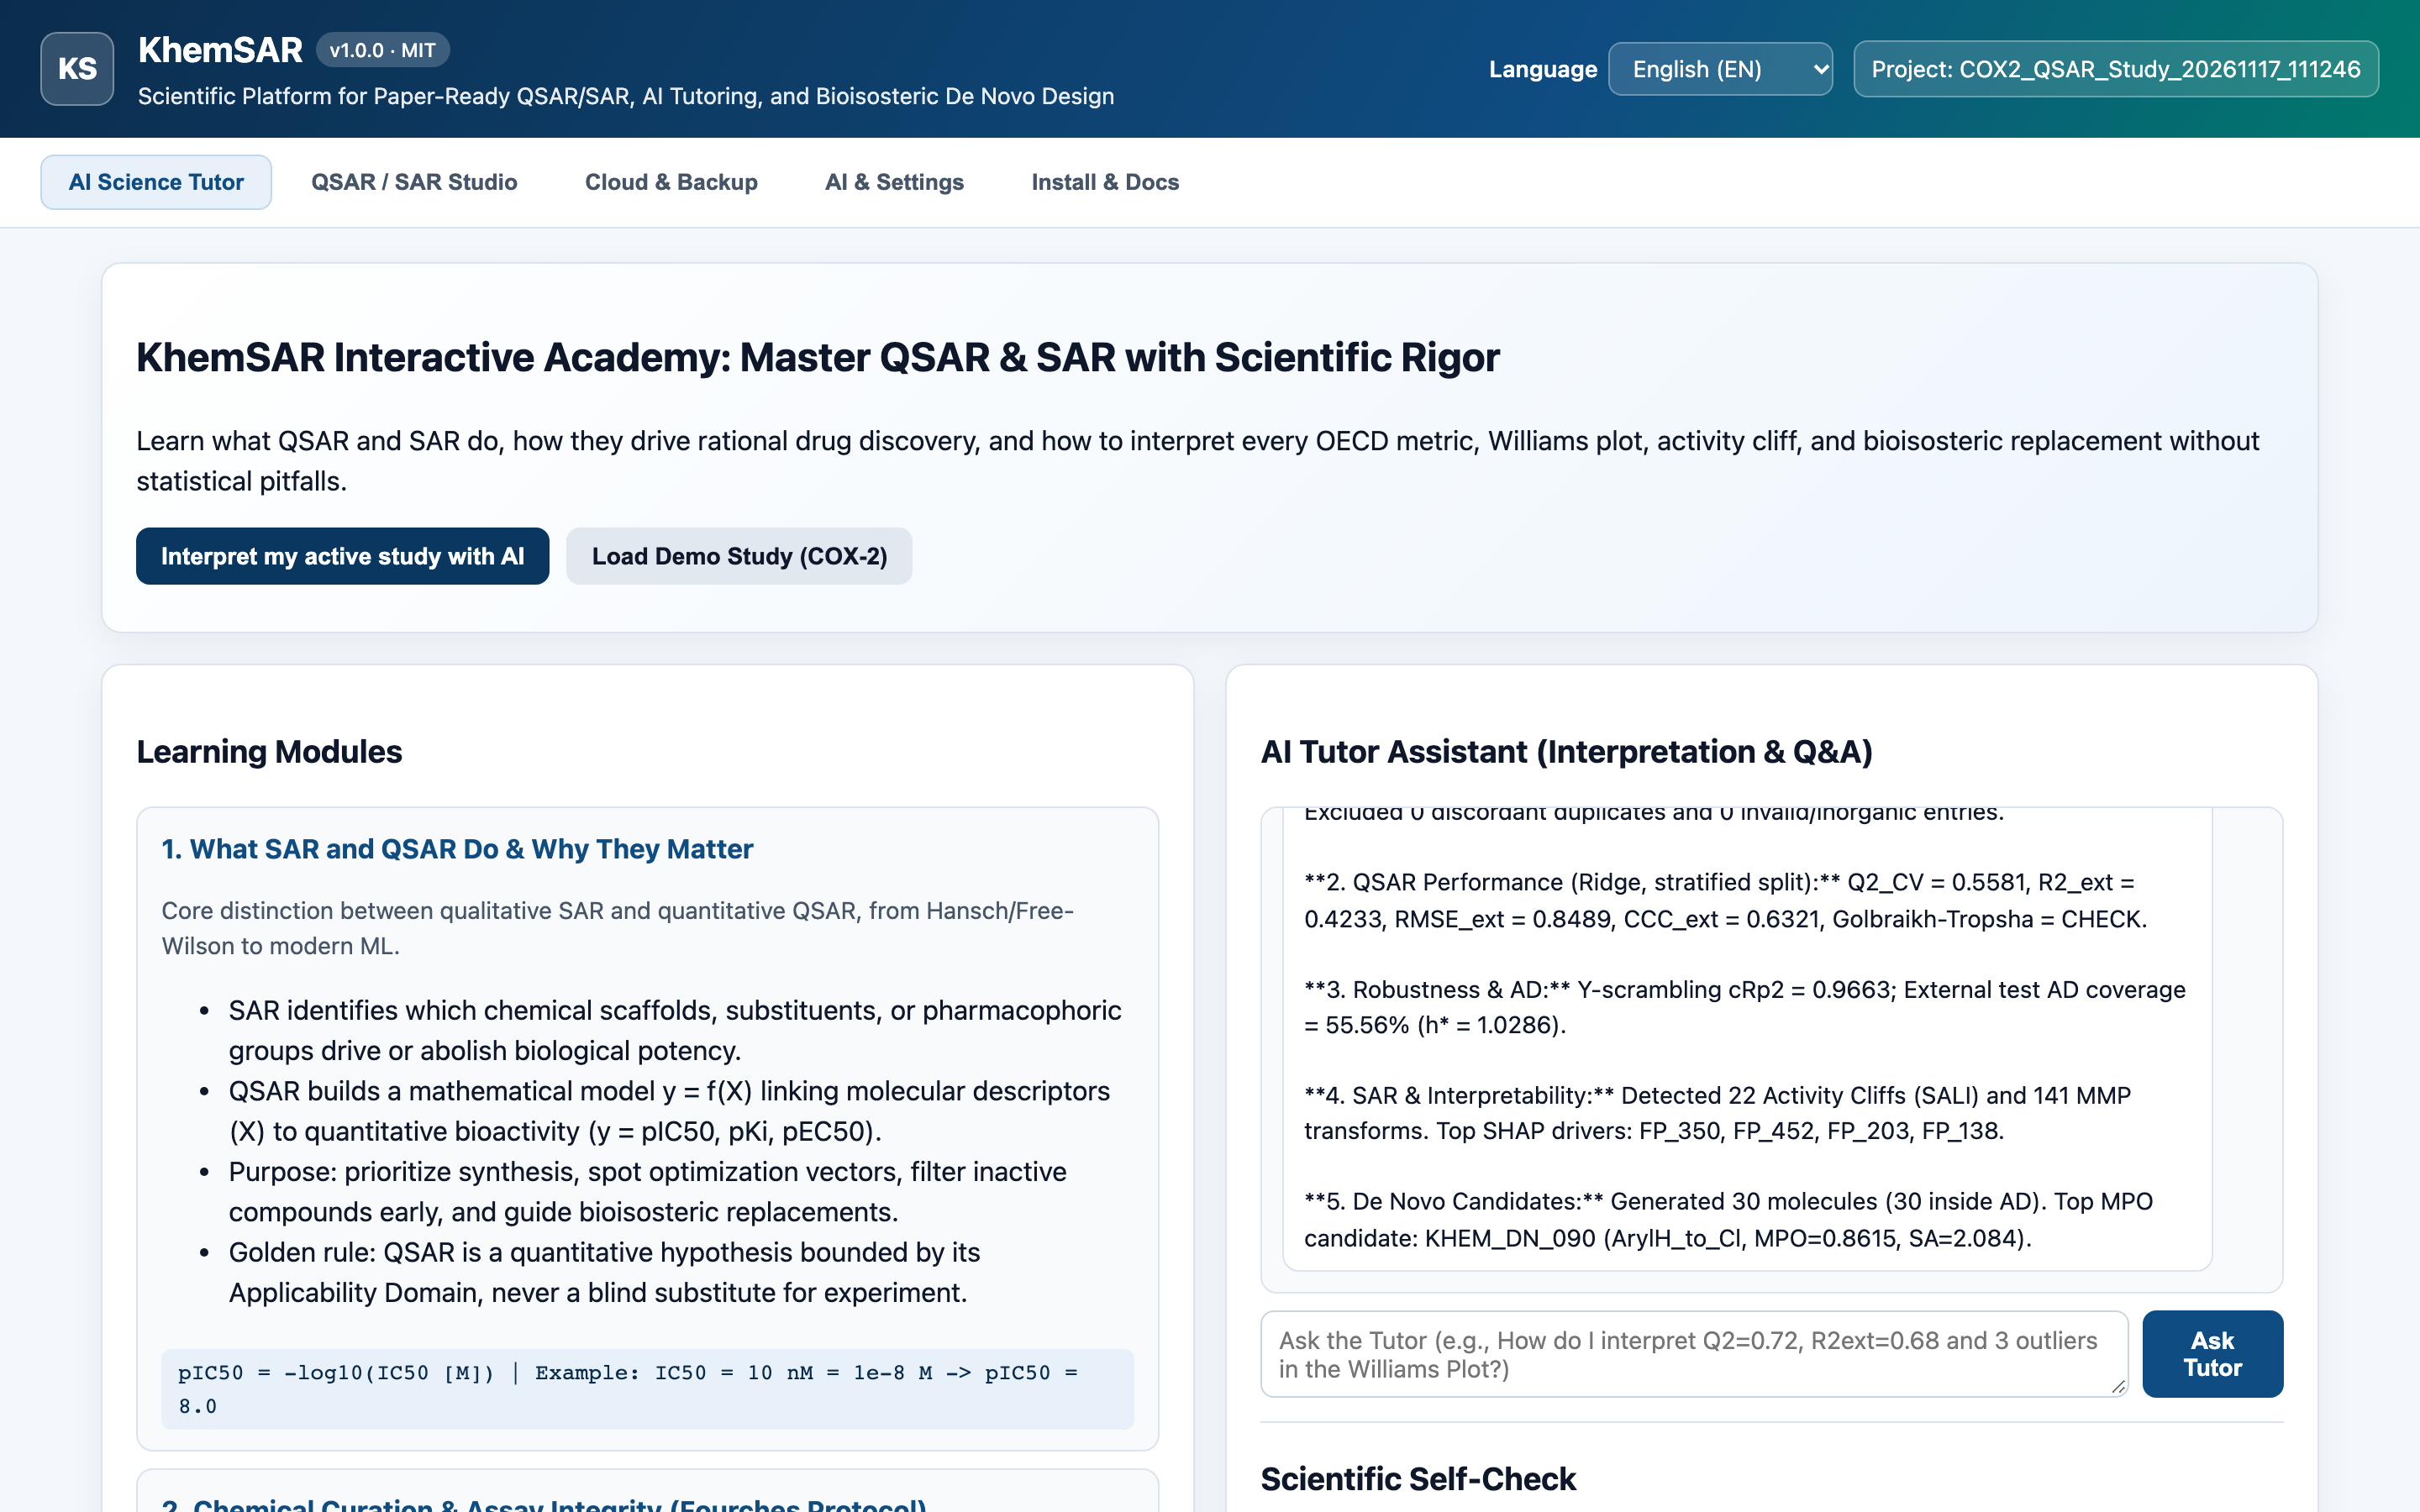 KS
KhemSAR
v1.0.0 · MIT
Scientific Platform for Paper-Ready QSAR/SAR, AI Tutoring, and Bioisosteric De Novo Design
Language
English (EN)
Project: COX2_QSAR_Study_20261117_111246
AI Science Tutor
QSAR / SAR Studio
Cloud & Backup
AI & Settings
Install & Docs
KhemSAR Interactive Academy: Master QSAR & SAR with Scientific Rigor
Learn what QSAR and SAR do, how they drive rational drug discovery, and how to interpret every OECD metric, Williams plot, activity cliff, and bioisosteric replacement without
statistical pitfalls.
Interpret my active study with AI
Load Demo Study (COX-2)
Learning Modules
1. What SAR and QSAR Do & Why They Matter
Core distinction between qualitative SAR and quantitative QSAR, from Hansch/Free-
Wilson to modern ML.
• SAR identifies which chemical scaffolds, substituents, or pharmacophoric
groups drive or abolish biological potency.
• QSAR builds a mathematical model y = f(X) linking molecular descriptors
(X) to quantitative bioactivity (y = pIC50, pKi, pEC50).
• Purpose: prioritize synthesis, spot optimization vectors, filter inactive
compounds early, and guide bioisosteric replacements.
• Golden rule: QSAR is a quantitative hypothesis bounded by its
Applicability Domain, never a blind substitute for experiment.
pIC50 = -log10(IC50 [M]) | Example: IC50 = 10 nM = 1e-8 M -> pIC50 =
8.0
2. Chemical Curation & Assay Integrity (Fourches Protocol)
AI Tutor Assistant (Interpretation & Q&A)
Excluded 0 discordant duplicates and 0 invalid/inorganic entries.
**2. QSAR Performance (Ridge, stratified split):** Q2_CV = 0.5581, R2_ext =
0.4233, RMSE_ext = 0.8489, CCC_ext = 0.6321, Golbraikh-Tropsha = CHECK.
**3. Robustness & AD:** Y-scrambling cRp2 = 0.9663; External test AD coverage
= 55.56% (h* = 1.0286).
**4. SAR & Interpretability:** Detected 22 Activity Cliffs (SALI) and 141 MMP
transforms. Top SHAP drivers: FP_350, FP_452, FP_203, FP_138.
**5. De Novo Candidates:** Generated 30 molecules (30 inside AD). Top MPO
candidate: KHEM_DN_090 (ArylH_to_Cl, MPO=0.8615, SA=2.084).
Ask the Tutor (e.g., How do I interpret Q2=0.72, R2ext=0.68 and 3 outliers
in the Williams Plot?)
Ask
Tutor
Scientific Self-Check